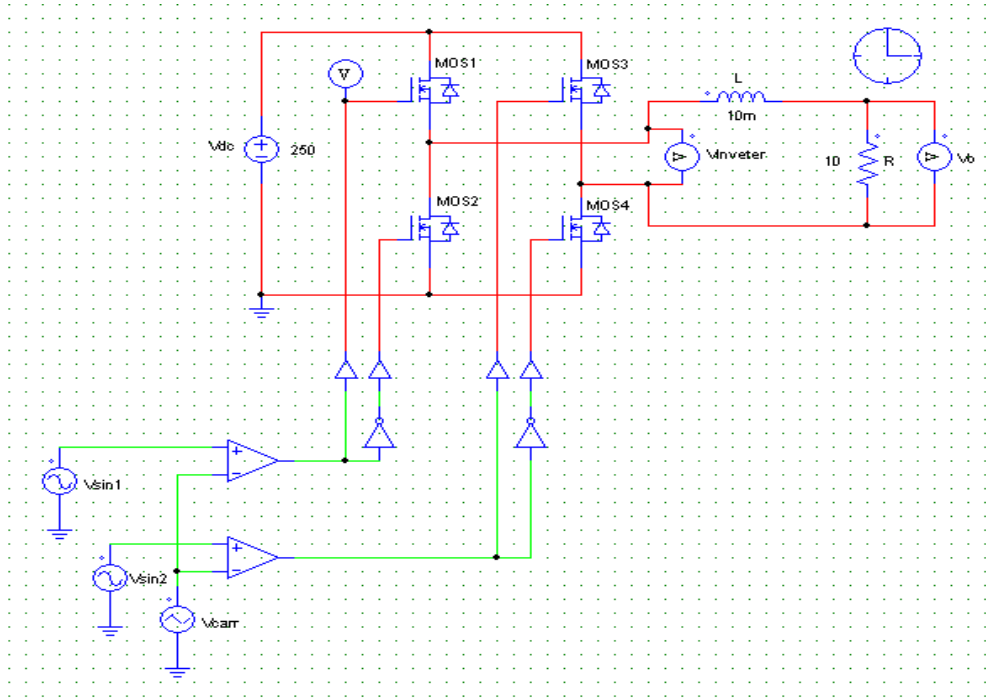 MOS1
MOS3
V
L
Vdc
250
10m
V
Vinveter
10
R
V
Vo
MOS2
MOS4
Vsin1
Vsin2
Vcarr